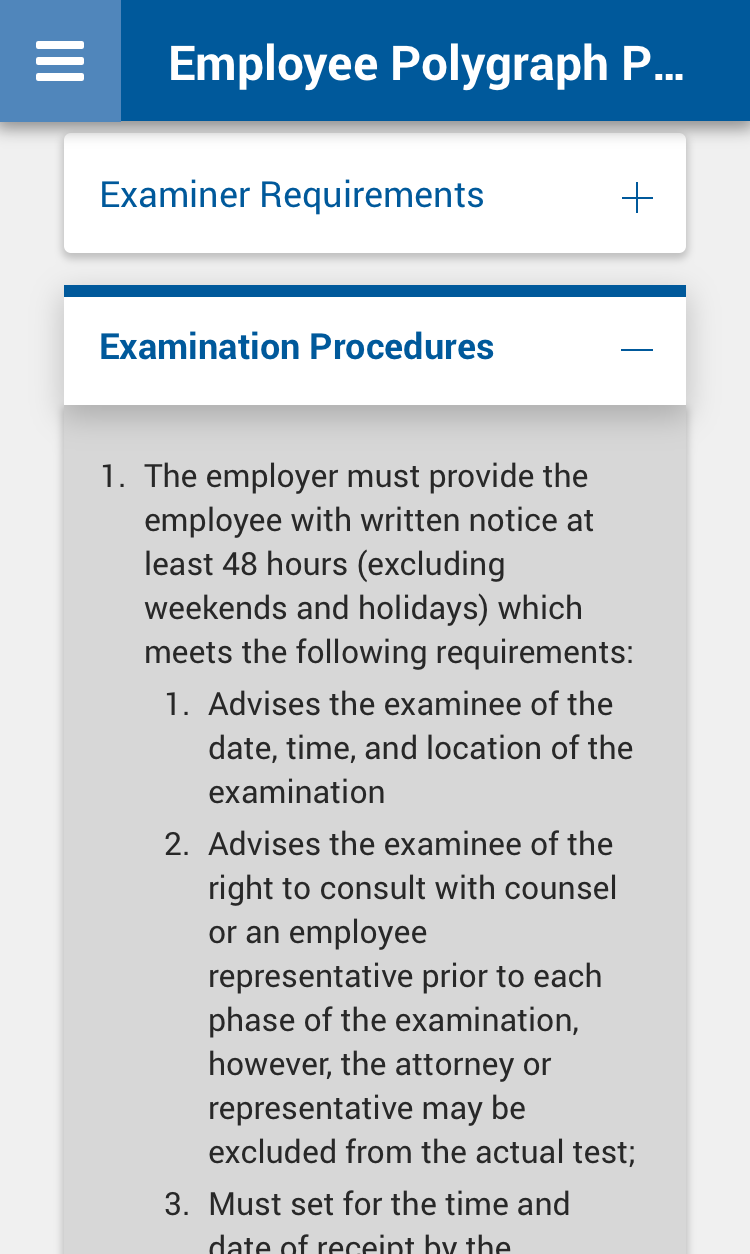 Employee Polygraph P...
Examiner Requirements
Examination Procedures
1. The employer must provide the
employee with written notice at
least 48 hours (excluding
weekends and holidays) which
meets the following requirements:
1. Advises the examinee of the
date, time, and location of the
examination
2. Advises the examinee of the
right to consult with counsel
or an employee
representative prior to each
phase of the examination,
however, the attorney or
representative may be
excluded from the actual test;
3. Must set for the time and
date of receipt by the